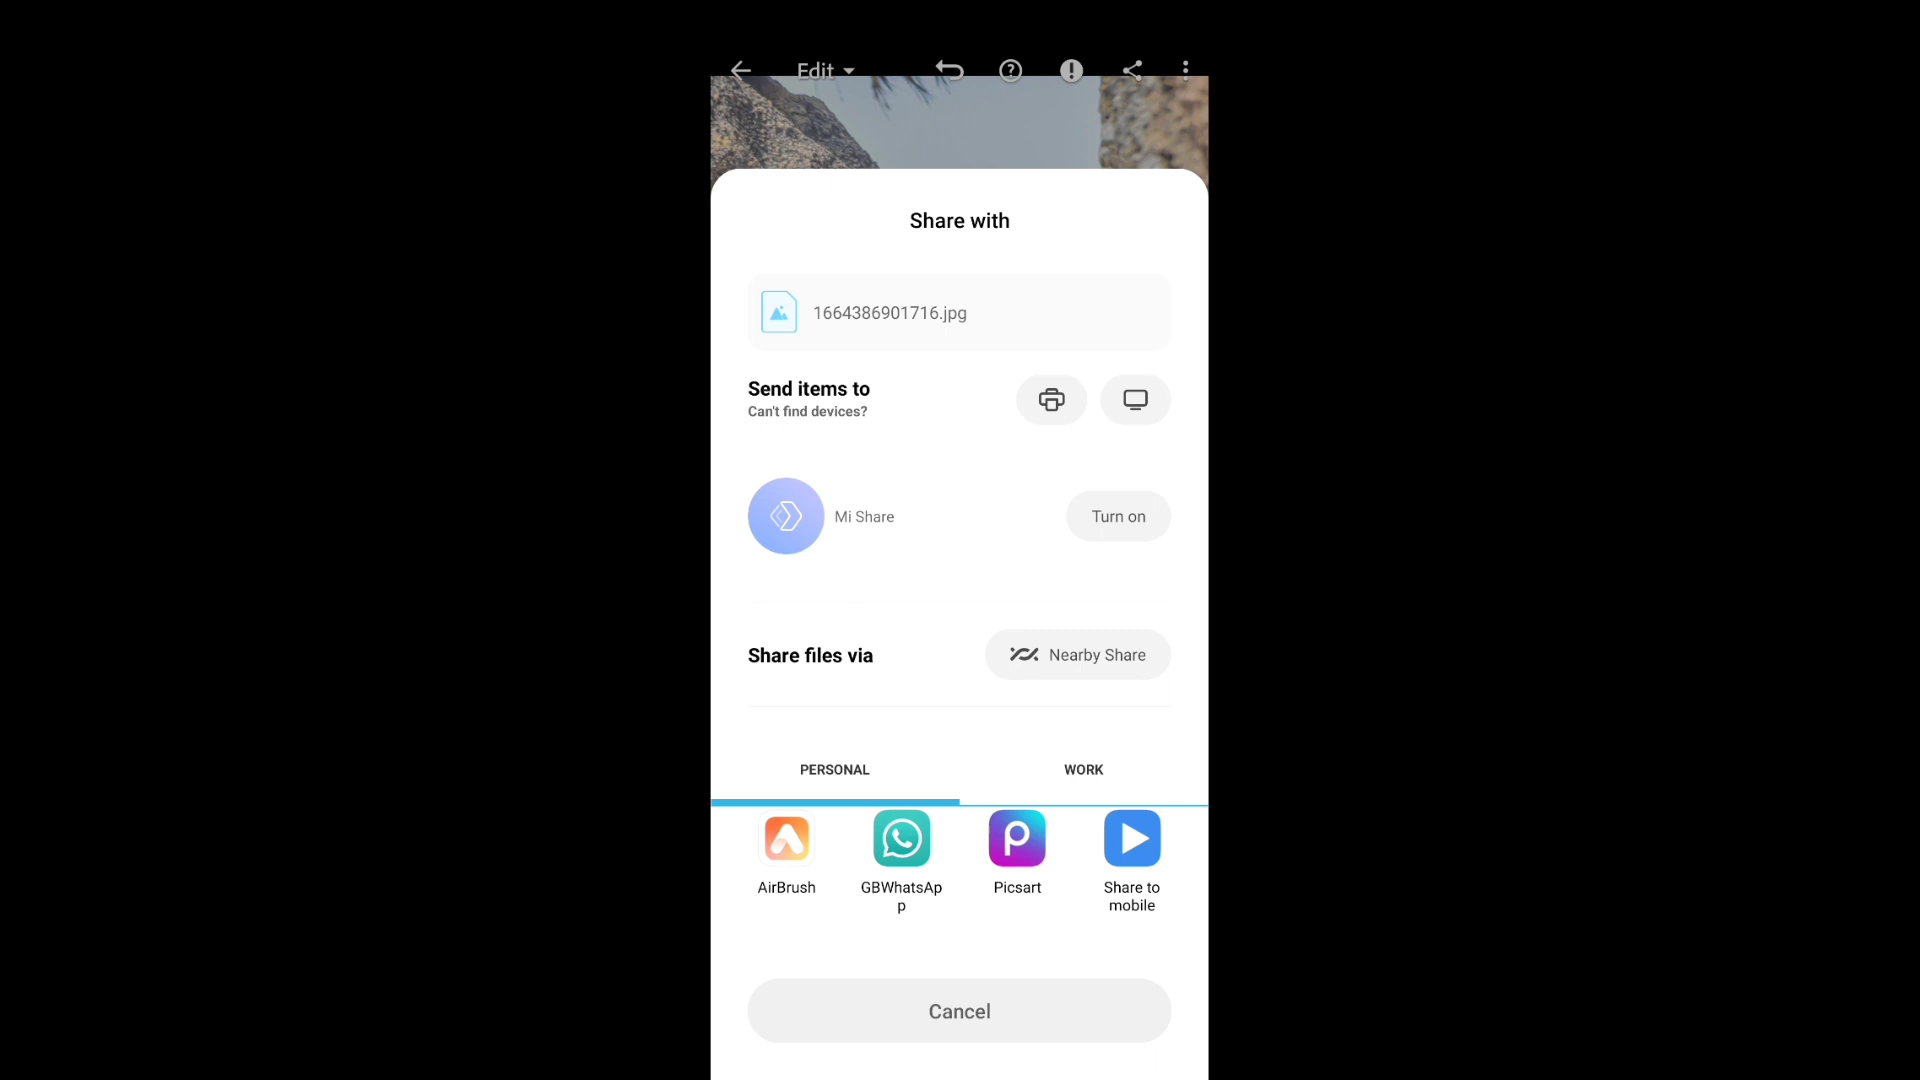 Edit
Share with
1664386901716.jpg
Send items to
Can't find devices?
Mi Share
Turn on
Share files via
Nearby Share
PERSONAL
WORK
AirBrush
GBWhatsAp
p
Picsart
Share to
mobile
Cancel